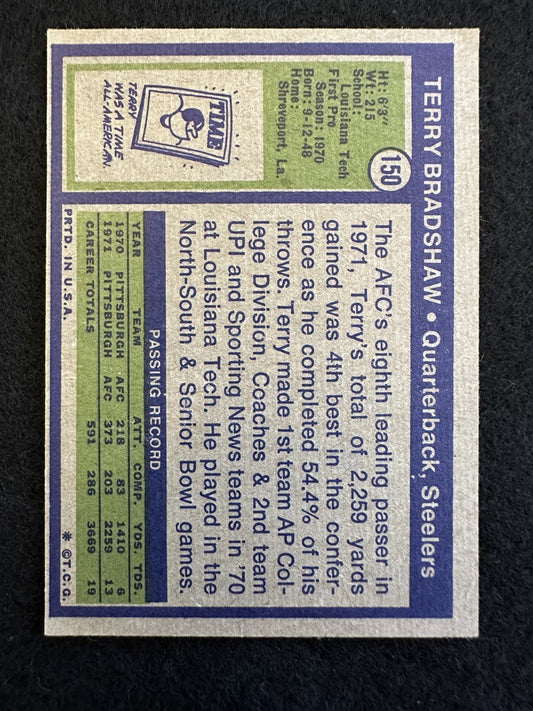 TERRY BRADSHAW • Quarterback, Steelers
150
Ht: 6'3"
Wt: 215
School:
Louisiana Tech
First Pro
Season: 1970
Born: 9-12-48
Home:
Shreveport, La.
TIME
TERRY
WAS A TIME
ALL-AMERICAN.
The AFC's eighth leading passer in
1971, Terry's total of 2,259 yards
gained was 4th best in the confer-
ence as he completed 54.4% of his
throws. Terry made 1st team AP Col-
lege Division, Coaches & 2nd team
UPI and Sporting News teams in '70
at Louisiana Tech. He played in the
North-South & Senior Bowl games.
PASSING RECORD
YEAR TEAM ATT. COMP. YDS. TDS.
1970 PITTSBURGH AFC 218 83 1410 6
1971 PITTSBURGH AFC 373 203 2259 13
CAREER TOTALS 591 286 3669 19
PRTD. IN U.S.A. * ©T.C.G.